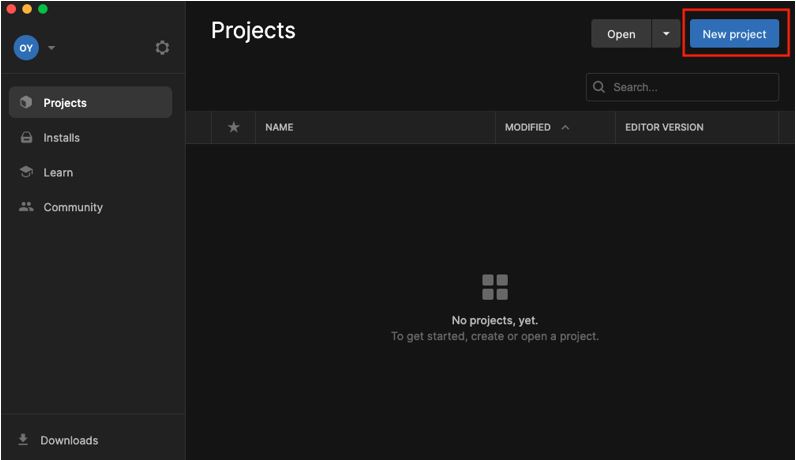 Projects
Open
New project
OY
Search...
Projects
Installs
Learn
Community
NAME
MODIFIED
EDITOR VERSION
No projects, yet.
To get started, create or open a project.
Downloads